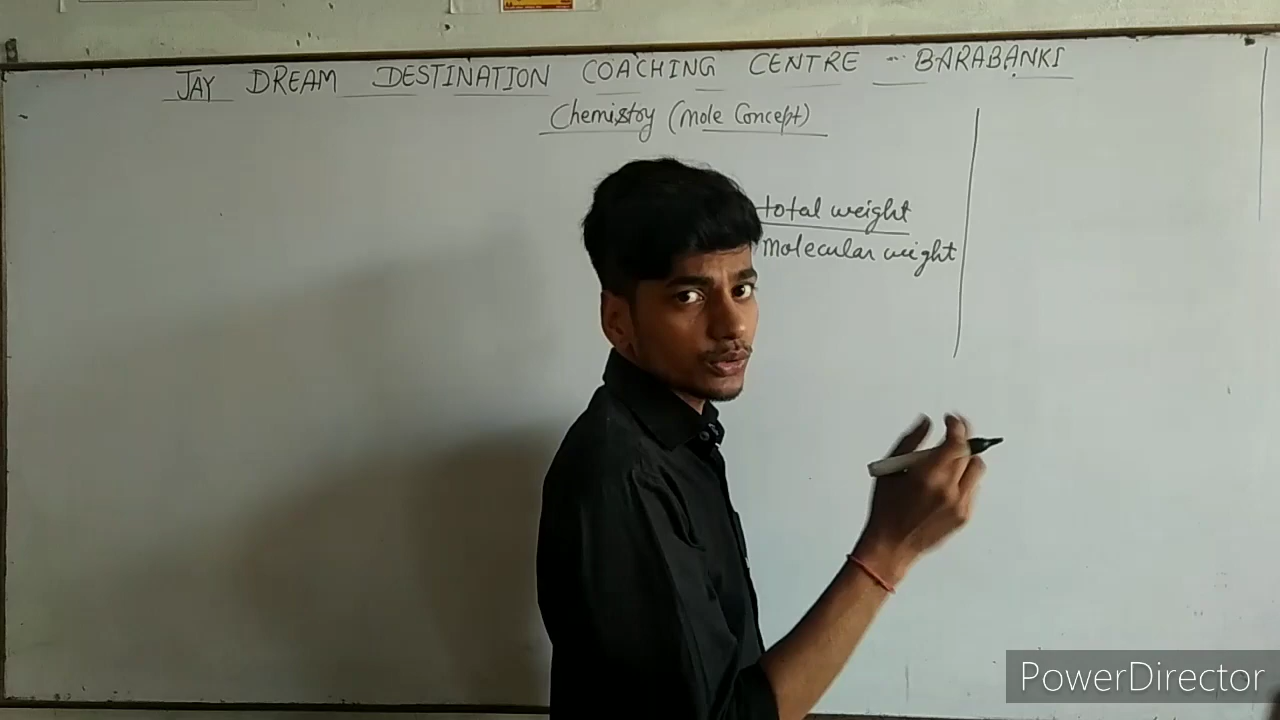 JAY DREAM DESTINATION COACHING CENTRE - BARABANKI
Chemistry (Mole Concept)
total weight
Molecular weight
PowerDirector